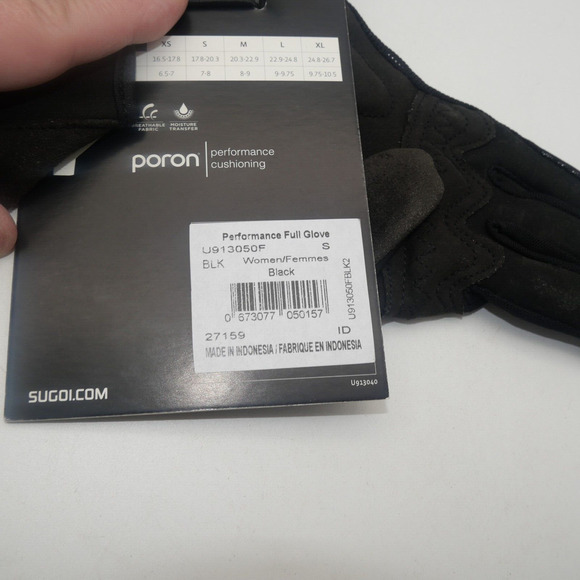 XS S M L XL
16.5-17.8 17.8-20.3 20.3-22.9 22.9-24.8 24.8-26.7
6.5-7 7-8 8-9 9-9.75 9.75-10.5
FABRIC
MOISTURE
TRANSFER
poron®
performance
cushioning
Performance Full Glove
U913050F S
BLK Women/Femmes
Black
0 673077 050157
27159 ID
MADE IN INDONESIA / FABRIQUE EN INDONESIA
U913050FBLK2
SUGOI.COM
U913040